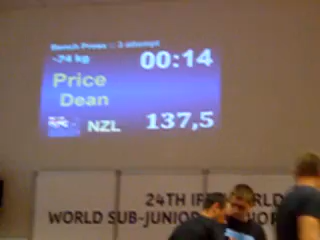 Bench Press :: 3 attempt
-74 kg
00:14
Price
Dean
NZL
137,5
24TH IPF WORLD
WORLD SUB-JUNIOR JUNIOR